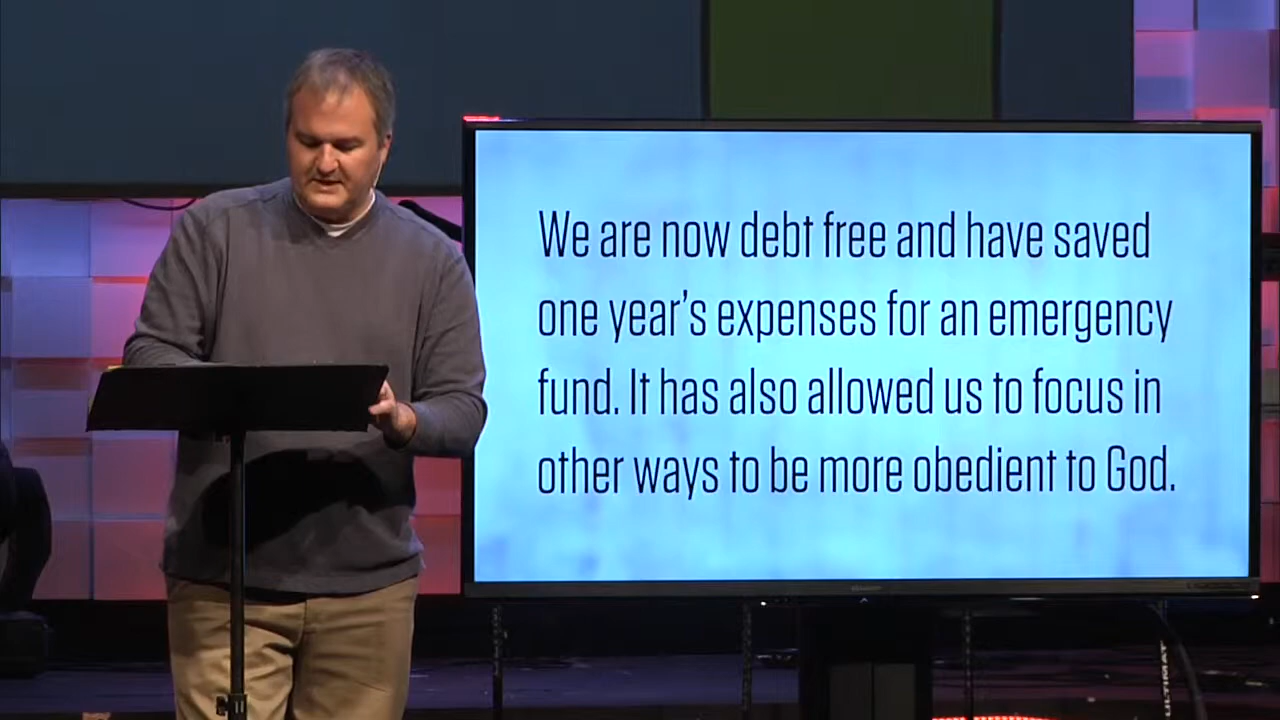 We are now debt free and have saved
one year's expenses for an emergency
fund. It has also allowed us to focus in
other ways to be more obedient to God.
ULTIMAT